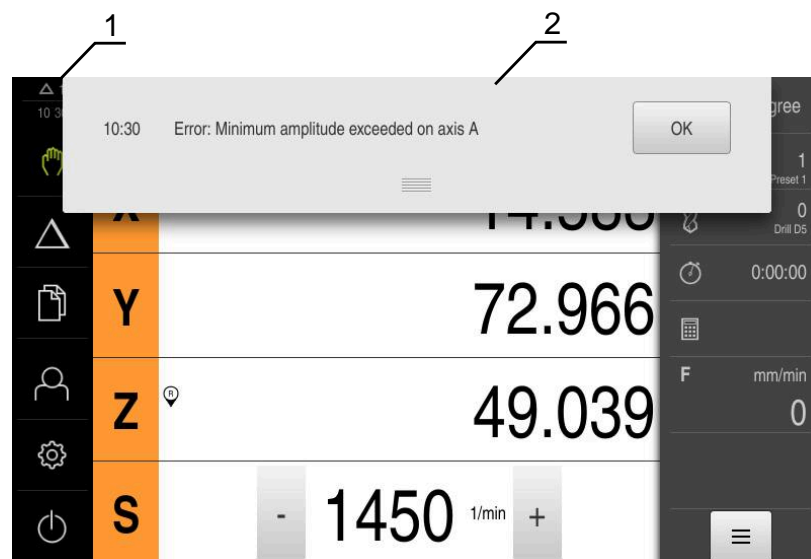 1
2
10:30 Error: Minimum amplitude exceeded on axis A OK
gree
1
Preset 1
0
Drill D5
Y 72.966
0:00:00
F mm/min
0
Z R 49.039
S - 1450 1/min +